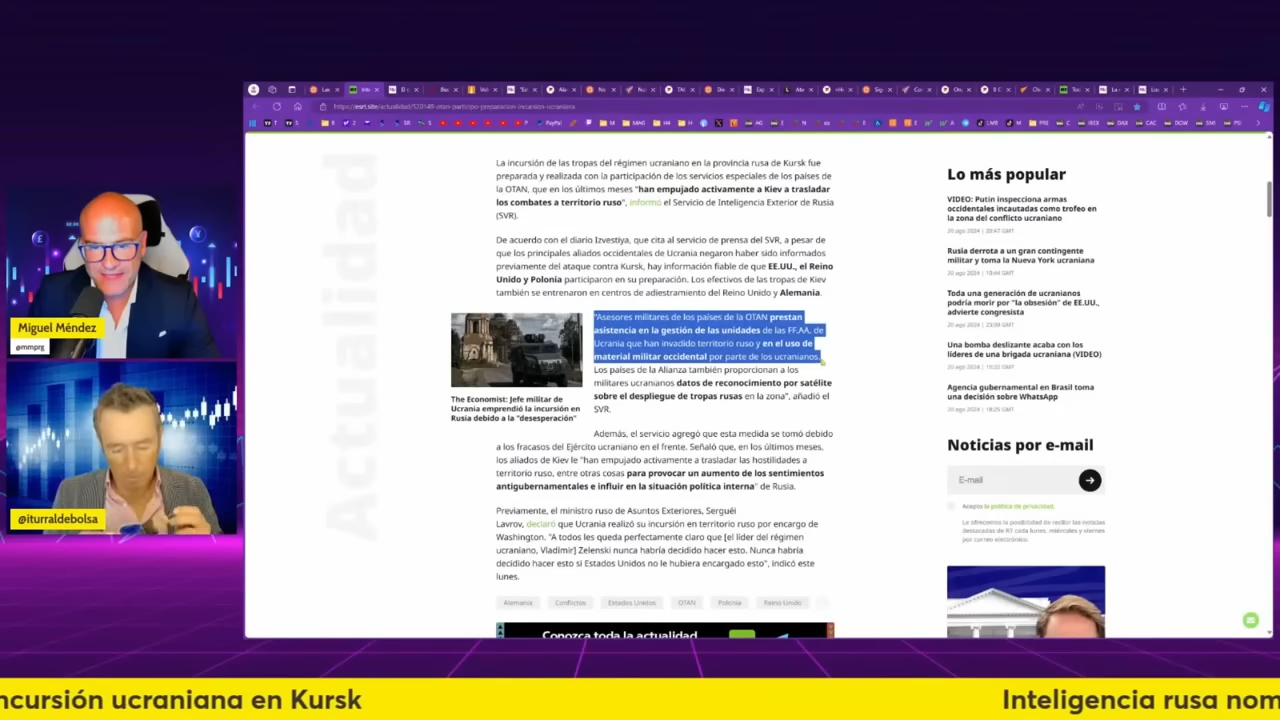 https://esrt.site/actualidad/520149-otan-participo-preparacion-incursion-ucraniana
PayPal
Actualidad
La incursión de las tropas del régimen ucraniano en la provincia rusa de Kursk fue
preparada y realizada con la participación de los servicios especiales de los países de
la OTAN, que en los últimos meses "han empujado activamente a Kiev a trasladar
los combates a territorio ruso", informó el Servicio de Inteligencia Exterior de Rusia
(SVR).
De acuerdo con el diario Izvestiya, que cita al servicio de prensa del SVR, a pesar de
que los principales aliados occidentales de Ucrania negaron haber sido informados
previamente del ataque contra Kursk, hay información fiable de que EE.UU., el Reino
Unido y Polonia participaron en su preparación. Los efectivos de las tropas de Kiev
también se entrenaron en centros de adiestramiento del Reino Unido y Alemania.
"Asesores militares de los países de la OTAN prestan
asistencia en la gestión de las unidades de las FF.AA. de
Ucrania que han invadido territorio ruso y en el uso de
material militar occidental por parte de los ucranianos.
Los países de la Alianza también proporcionan a los
militares ucranianos datos de reconocimiento por satélite
sobre el despliegue de tropas rusas en la zona", añadió el
SVR.
The Economist: Jefe militar de
Ucrania emprendió la incursión en
Rusia debido a la "desesperación"
Además, el servicio agregó que esta medida se tomó debido
a los fracasos del Ejército ucraniano en el frente. Señaló que, en los últimos meses,
los aliados de Kiev le "han empujado activamente a trasladar las hostilidades a
territorio ruso, entre otras cosas para provocar un aumento de los sentimientos
antigubernamentales e influir en la situación política interna" de Rusia.
Previamente, el ministro ruso de Asuntos Exteriores, Serguéi
Lavrov, declaró que Ucrania realizó su incursión en territorio ruso por encargo de
Washington. "A todos les queda perfectamente claro que [el líder del régimen
ucraniano, Vladímir] Zelenski nunca habría decidido hacer esto. Nunca habría
decidido hacer esto si Estados Unidos no le hubiera encargado esto", indicó este
lunes.
Alemania Conflictos Estados Unidos OTAN Polonia Reino Unido
Conozca toda la actualidad
Lo más popular
VIDEO: Putin inspecciona armas
occidentales incautadas como trofeo en
la zona del conflicto ucraniano
20 ago 2024 | 20:47 GMT
Rusia derrota a un gran contingente
militar y toma la Nueva York ucraniana
20 ago 2024 | 10:44 GMT
Toda una generación de ucranianos
podría morir por "la obsesión" de EE.UU.,
advierte congresista
20 ago 2024 | 23:09 GMT
Una bomba deslizante acaba con los
líderes de una brigada ucraniana (VIDEO)
Agencia gubernamental en Brasil toma
una decisión sobre WhatsApp
20 ago 2024 | 18:25 GMT
Noticias por e-mail
E-mail
Acepto la política de privacidad.
Le ofrecemos la posibilidad de recibir las noticias
destacadas de RT cada lunes, miércoles y viernes
por correo electrónico.
Miguel Méndez
@mmprg
@iturraldebolsa
ncursión ucraniana en Kursk
Inteligencia rusa nom